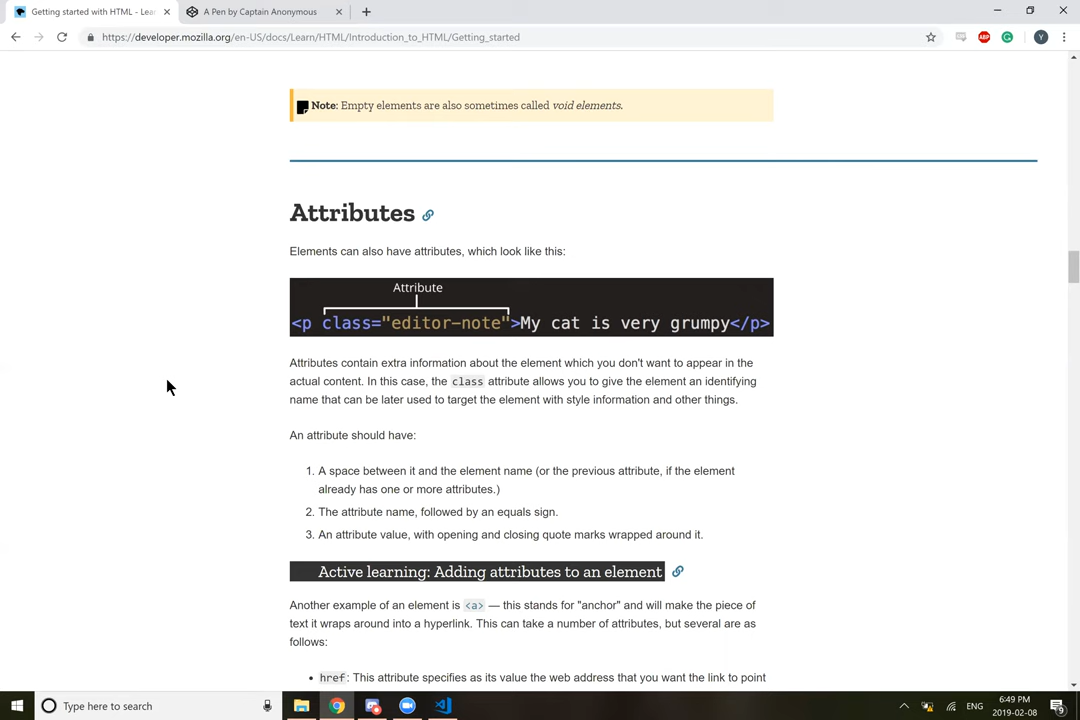 Getting started with HTML - Lea
A Pen by Captain Anonymous
https://developer.mozilla.org/en-US/docs/Learn/HTML/Introduction_to_HTML/Getting_started
ABP
Y
Note: Empty elements are also sometimes called void elements.
Attributes
Elements can also have attributes, which look like this:
Attribute
<p class="editor-note">My cat is very grumpy</p>
Attributes contain extra information about the element which you don't want to appear in the
actual content. In this case, the class attribute allows you to give the element an identifying
name that can be later used to target the element with style information and other things.
An attribute should have:
1. A space between it and the element name (or the previous attribute, if the element
already has one or more attributes.)
2. The attribute name, followed by an equals sign.
3. An attribute value, with opening and closing quote marks wrapped around it.
Active learning: Adding attributes to an element
Another example of an element is <a> — this stands for "anchor" and will make the piece of
text it wraps around into a hyperlink. This can take a number of attributes, but several are as
follows:
• href: This attribute specifies as its value the web address that you want the link to point
Type here to search
ENG
6:49 PM
2019-02-08
9